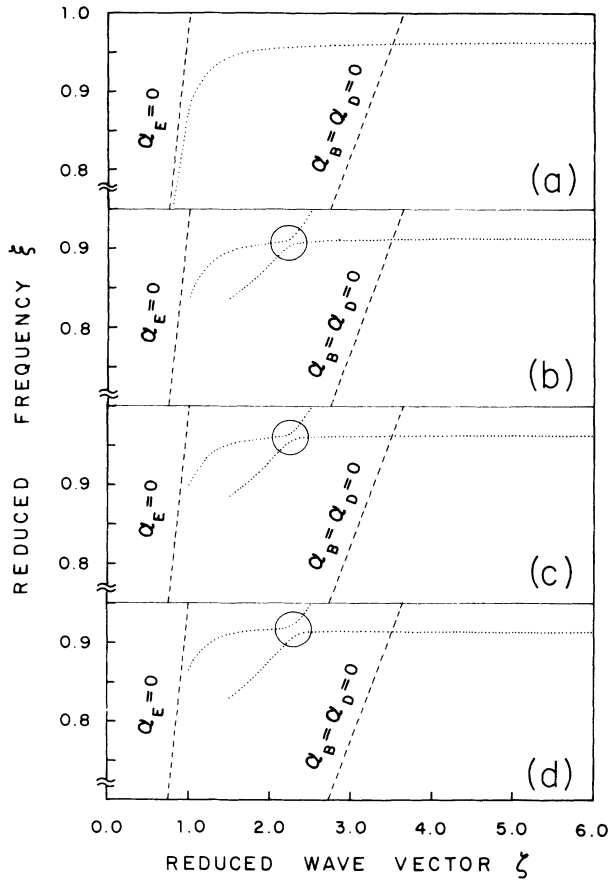 1.0
0.9
0.8
α_E=0
α_B=α_D=0
(a)
0.9
0.8
α_E=0
α_B=α_D=0
(b)
0.9
0.8
α_E=0
α_B=α_D=0
(c)
0.9
0.8
α_E=0
α_B=α_D=0
(d)
0.0 1.0 2.0 3.0 4.0 5.0 6.0
REDUCED WAVE VECTOR ζ
REDUCED FREQUENCY ξ